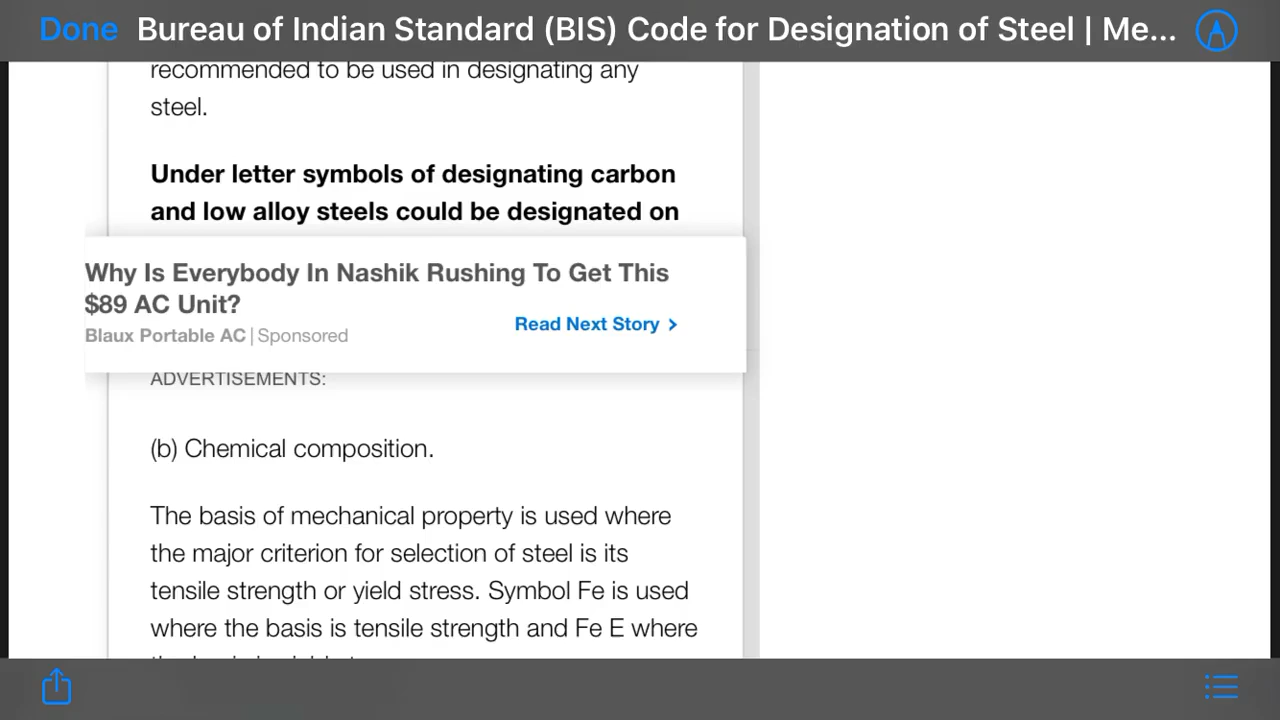 Done Bureau of Indian Standard (BIS) Code for Designation of Steel | Me...
recommended to be used in designating any
steel.
Under letter symbols of designating carbon
and low alloy steels could be designated on
Why Is Everybody In Nashik Rushing To Get This
$89 AC Unit?
Blaux Portable AC | Sponsored
Read Next Story >
ADVERTISEMENTS:
(b) Chemical composition.
The basis of mechanical property is used where
the major criterion for selection of steel is its
tensile strength or yield stress. Symbol Fe is used
where the basis is tensile strength and Fe E where